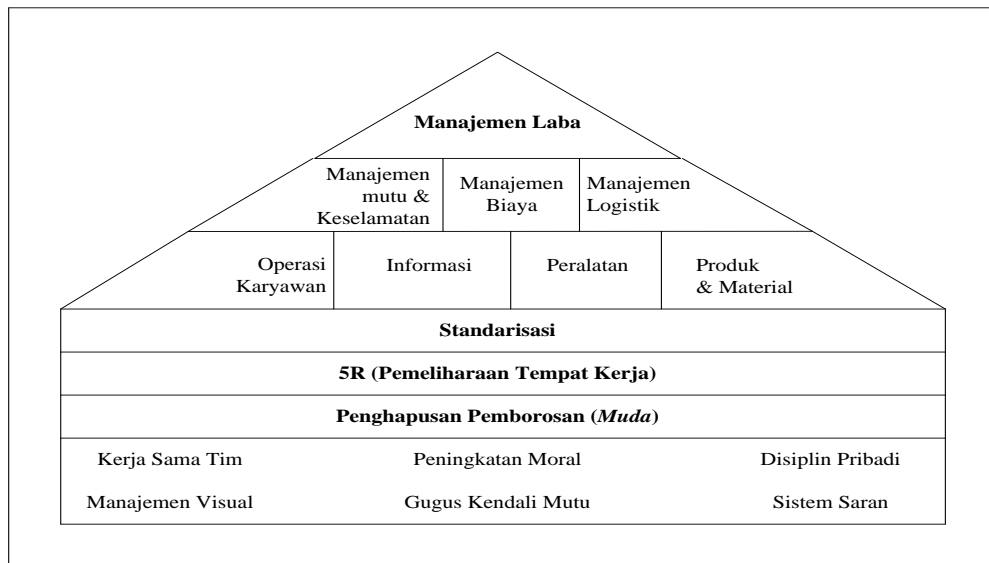 Manajemen Laba
Manajemen
mutu &
Keselamatan
Manajemen
Biaya
Manajemen
Logistik
Operasi
Karyawan
Informasi
Peralatan
Produk
& Material
Standarisasi
5R (Pemeliharaan Tempat Kerja)
Penghapusan Pemborosan (Muda)
Kerja Sama Tim Peningkatan Moral Disiplin Pribadi
Manajemen Visual Gugus Kendali Mutu Sistem Saran